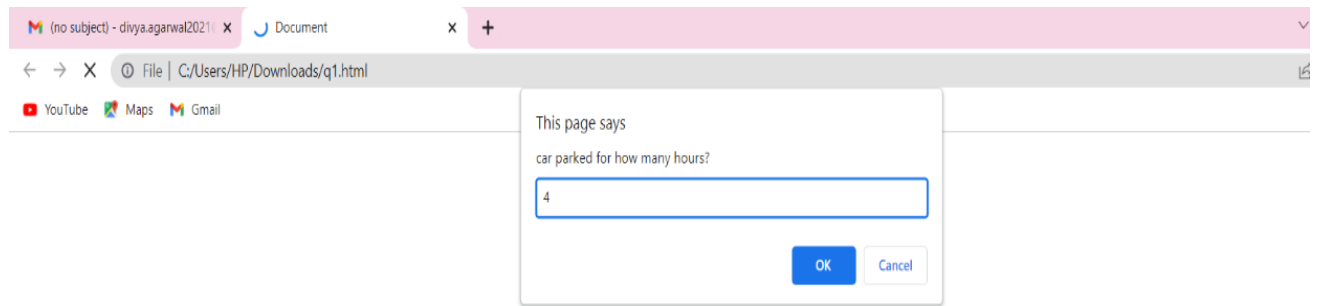 (no subject) - divya.agarwal2021
Document
File | C:/Users/HP/Downloads/q1.html
YouTube Maps Gmail
This page says
car parked for how many hours?
4
OK Cancel